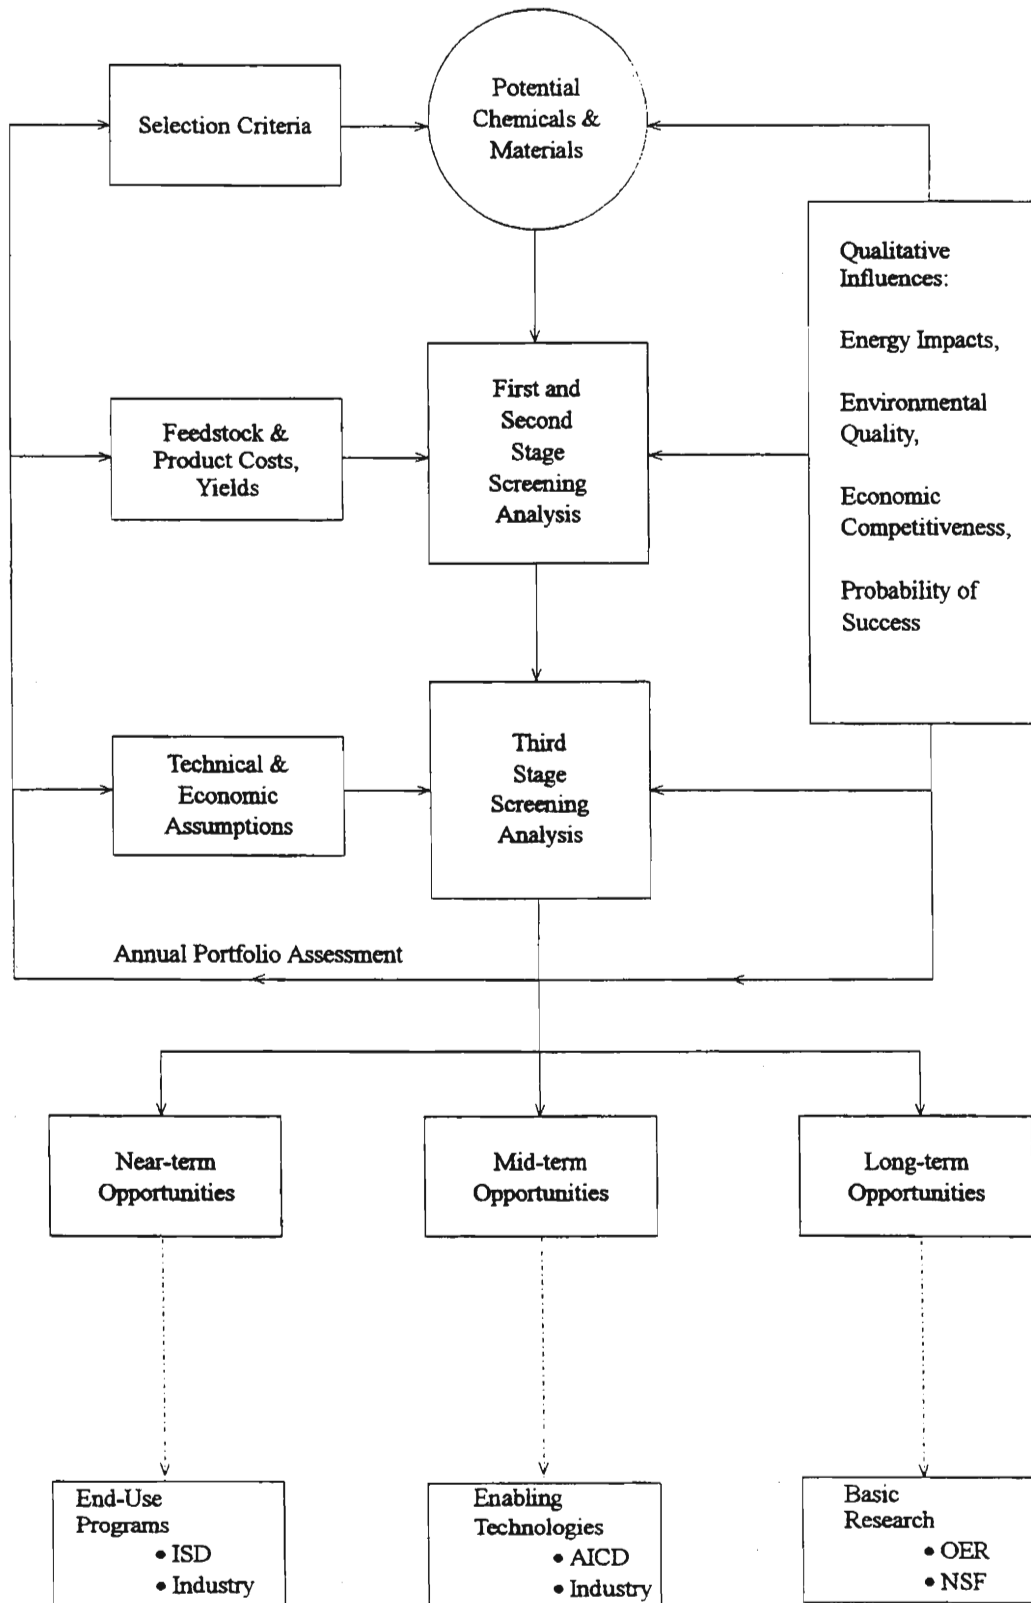 Selection Criteria
Potential
Chemicals &
Materials
Qualitative
Influences:
Energy Impacts,
Environmental
Quality,
Economic
Competitiveness,
Probability of
Success
Feedstock &
Product Costs,
Yields
First and
Second
Stage
Screening
Analysis
Technical &
Economic
Assumptions
Third
Stage
Screening
Analysis
Annual Portfolio Assessment
Near-term
Opportunities
Mid-term
Opportunities
Long-term
Opportunities
End-Use
Programs
• ISD
• Industry
Enabling
Technologies
• AICD
• Industry
Basic
Research
• OER
• NSF